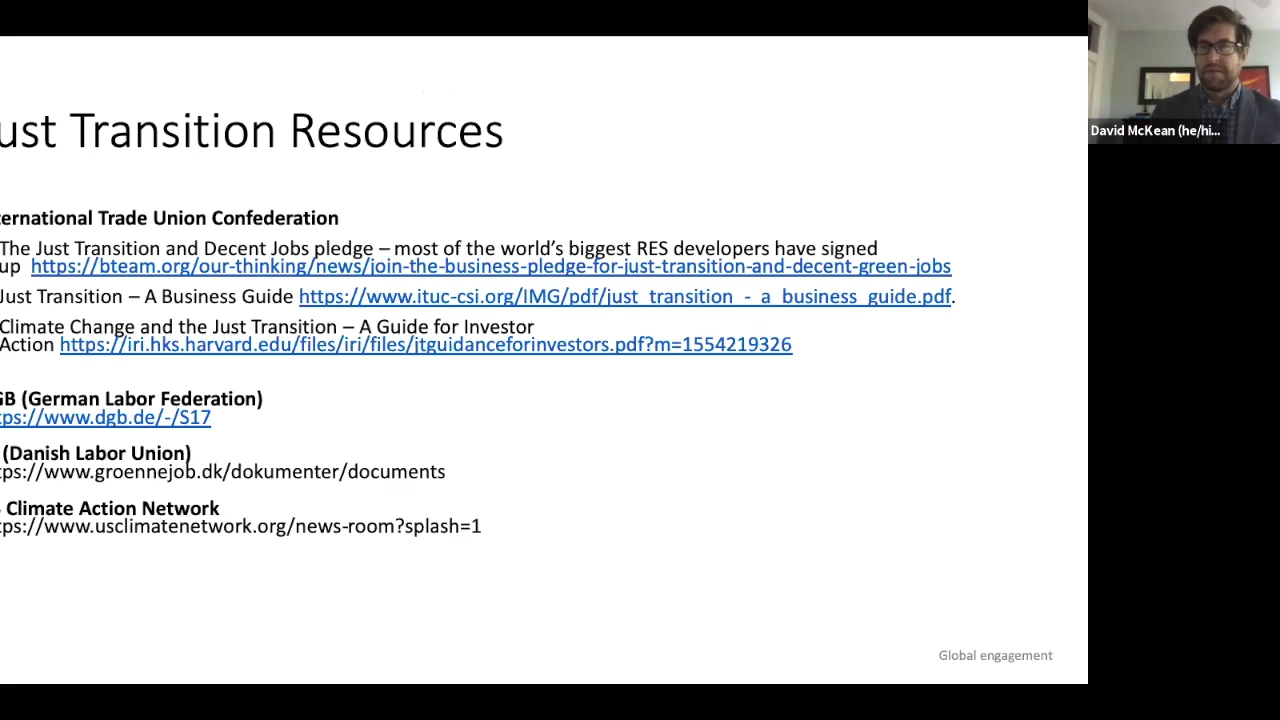 ust Transition Resources
ternational Trade Union Confederation
The Just Transition and Decent Jobs pledge – most of the world's biggest RES developers have signed
up https://bteam.org/our-thinking/news/join-the-business-pledge-for-just-transition-and-decent-green-jobs
Just Transition – A Business Guide https://www.ituc-csi.org/IMG/pdf/just_transition_-_a_business_guide.pdf.
Climate Change and the Just Transition – A Guide for Investor
Action https://iri.hks.harvard.edu/files/iri/files/jtguidanceforinvestors.pdf?m=1554219326
GB (German Labor Federation)
tps://www.dgb.de/-/S17
(Danish Labor Union)
tps://www.groennejob.dk/dokumenter/documents
Climate Action Network
tps://www.usclimatenetwork.org/news-room?splash=1
Global engagement
David McKean (he/hi...